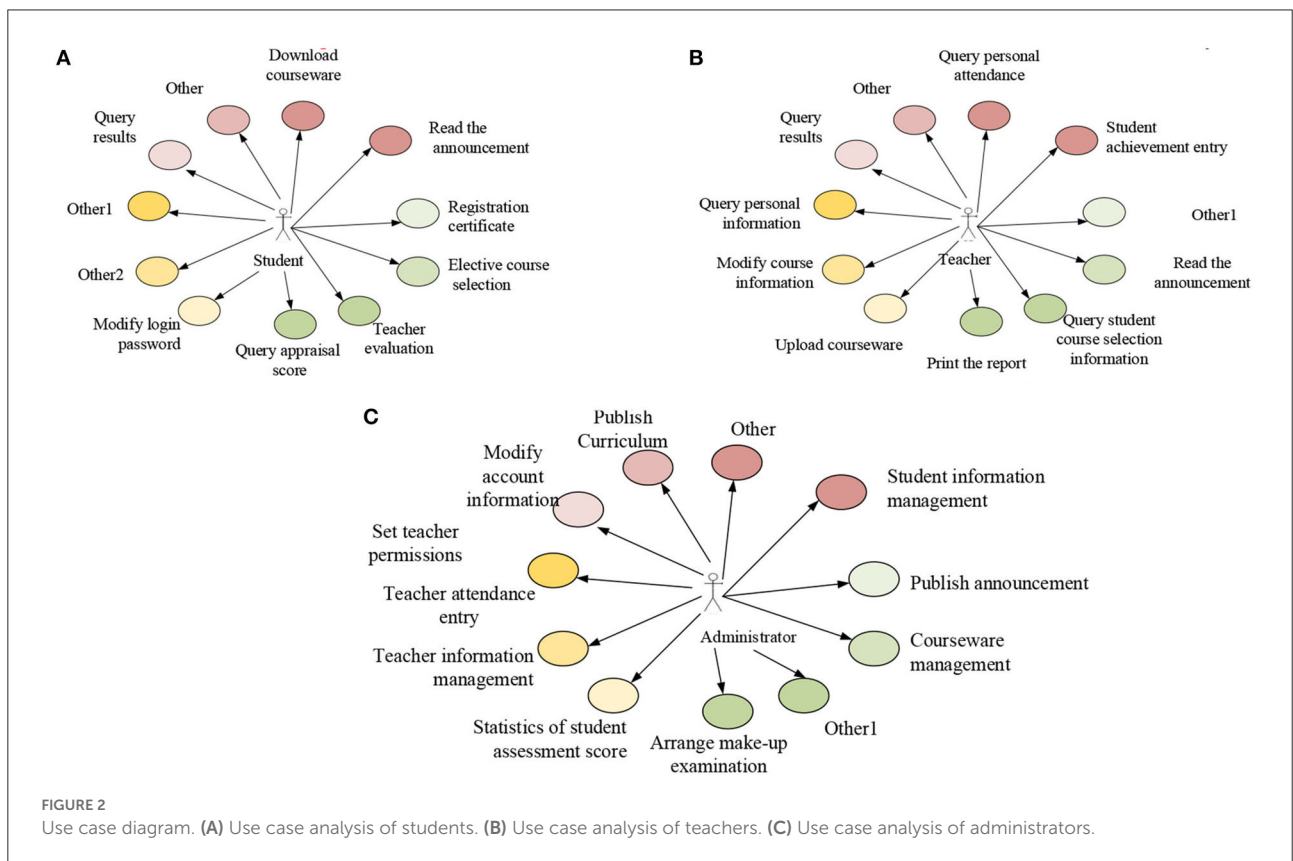 A
Download
courseware
Other
Query
results
Read the
announcement
Other1
Registration
certificate
Other2
Student
Elective course
selection
Modify login
password
Query appraisal
score
Teacher
evaluation
B
Query personal
attendance
Other
Query
results
Student
achievement entry
Query personal
information
Other1
Modify course
information
Teacher
Read the
announcement
Upload courseware
Print the report
Query student
course selection
information
C
Publish
Curriculum
Other
Modify
account
information
Student information
management
Set teacher
permissions
Teacher attendance
entry
Publish announcement
Teacher information
management
Administrator
Courseware
management
Statistics of student
assessment score
Arrange make-up
examination
Other1
FIGURE 2
Use case diagram. (A) Use case analysis of students. (B) Use case analysis of teachers. (C) Use case analysis of administrators.